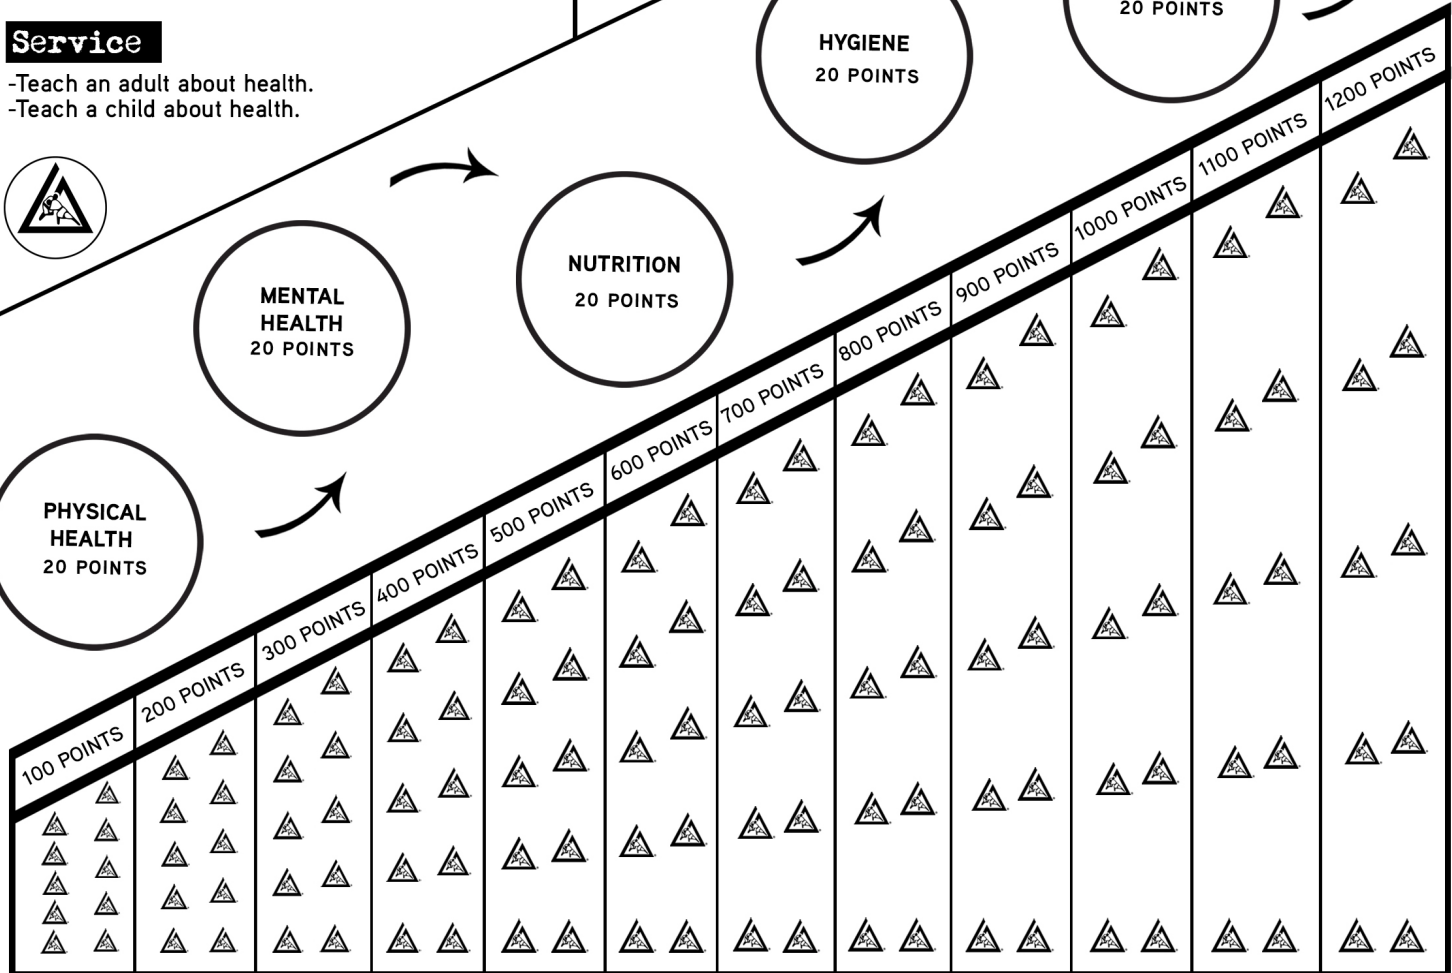 Service
-Teach an adult about health.
-Teach a child about health.
20 POINTS
HYGIENE
20 POINTS
NUTRITION
20 POINTS
MENTAL
HEALTH
20 POINTS
PHYSICAL
HEALTH
20 POINTS
100 POINTS
200 POINTS
300 POINTS
400 POINTS
500 POINTS
600 POINTS
700 POINTS
800 POINTS
900 POINTS
1000 POINTS
1100 POINTS
1200 POINTS